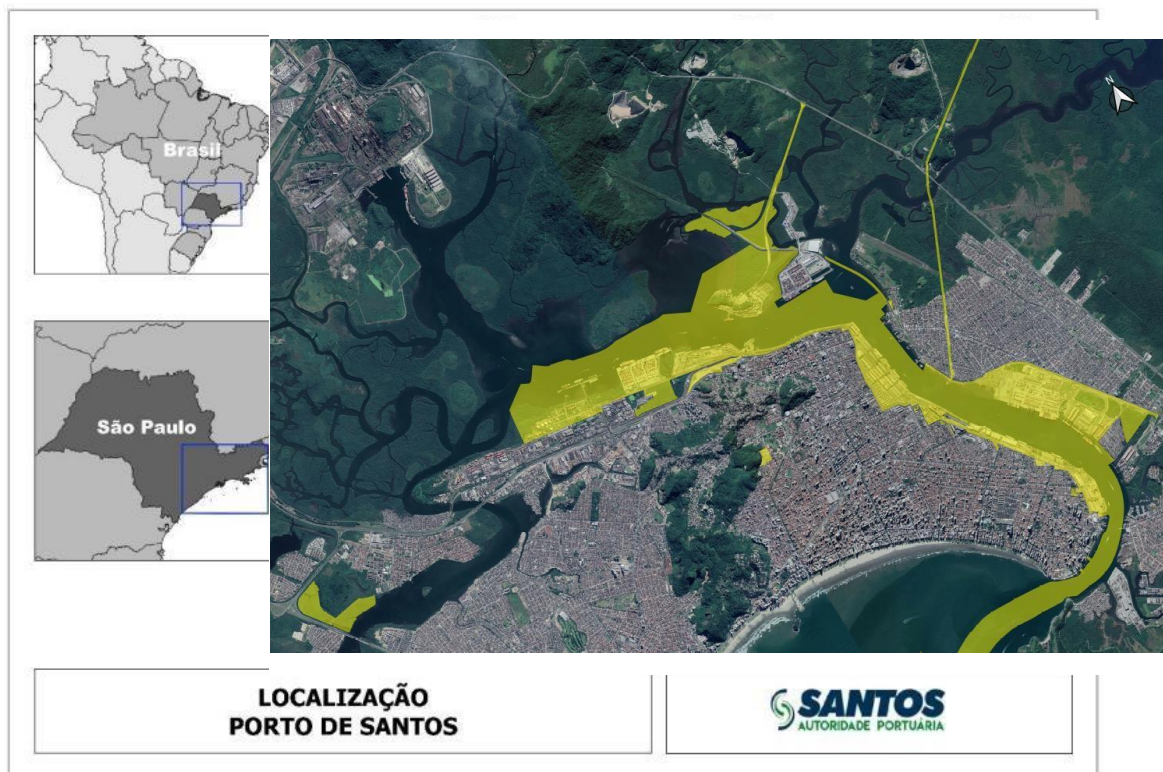 Brasil
São Paulo
N
LOCALIZAÇÃO
PORTO DE SANTOS
SANTOS
AUTORIDADE PORTUÁRIA